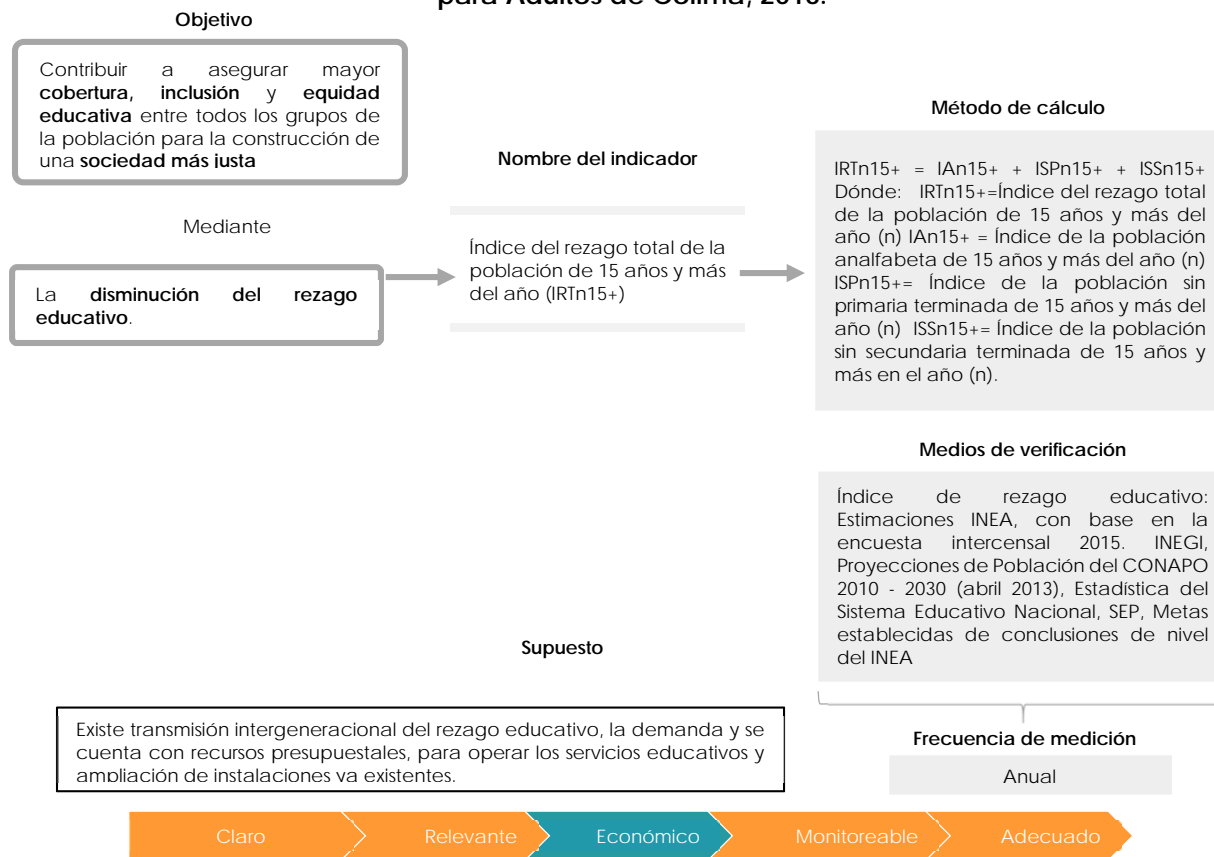 para Adultos de Colima, 2016.
Objetivo
Contribuir a asegurar mayor
cobertura, inclusión y equidad
educativa entre todos los grupos de
la población para la construcción de
una sociedad más justa
Mediante
La disminución del rezago
educativo.
Nombre del indicador
Índice del rezago total de la
población de 15 años y más
del año (IRTn15+)
Método de cálculo
IRTn15+ = IAn15+ + ISPn15+ + ISSn15+
Dónde: IRTn15+=Índice del rezago total
de la población de 15 años y más del
año (n) IAn15+ = Índice de la población
analfabeta de 15 años y más del año (n)
ISPn15+= Índice de la población sin
primaria terminada de 15 años y más del
año (n) ISSn15+= Índice de la población
sin secundaria terminada de 15 años y
más en el año (n).
Medios de verificación
Índice de rezago educativo:
Estimaciones INEA, con base en la
encuesta intercensal 2015. INEGI,
Proyecciones de Población del CONAPO
2010 - 2030 (abril 2013), Estadística del
Sistema Educativo Nacional, SEP, Metas
establecidas de conclusiones de nivel
del INEA
Supuesto
Existe transmisión intergeneracional del rezago educativo, la demanda y se
cuenta con recursos presupuestales, para operar los servicios educativos y
ampliación de instalaciones ya existentes.
Frecuencia de medición
Anual
Claro
Relevante
Económico
Monitoreable
Adecuado